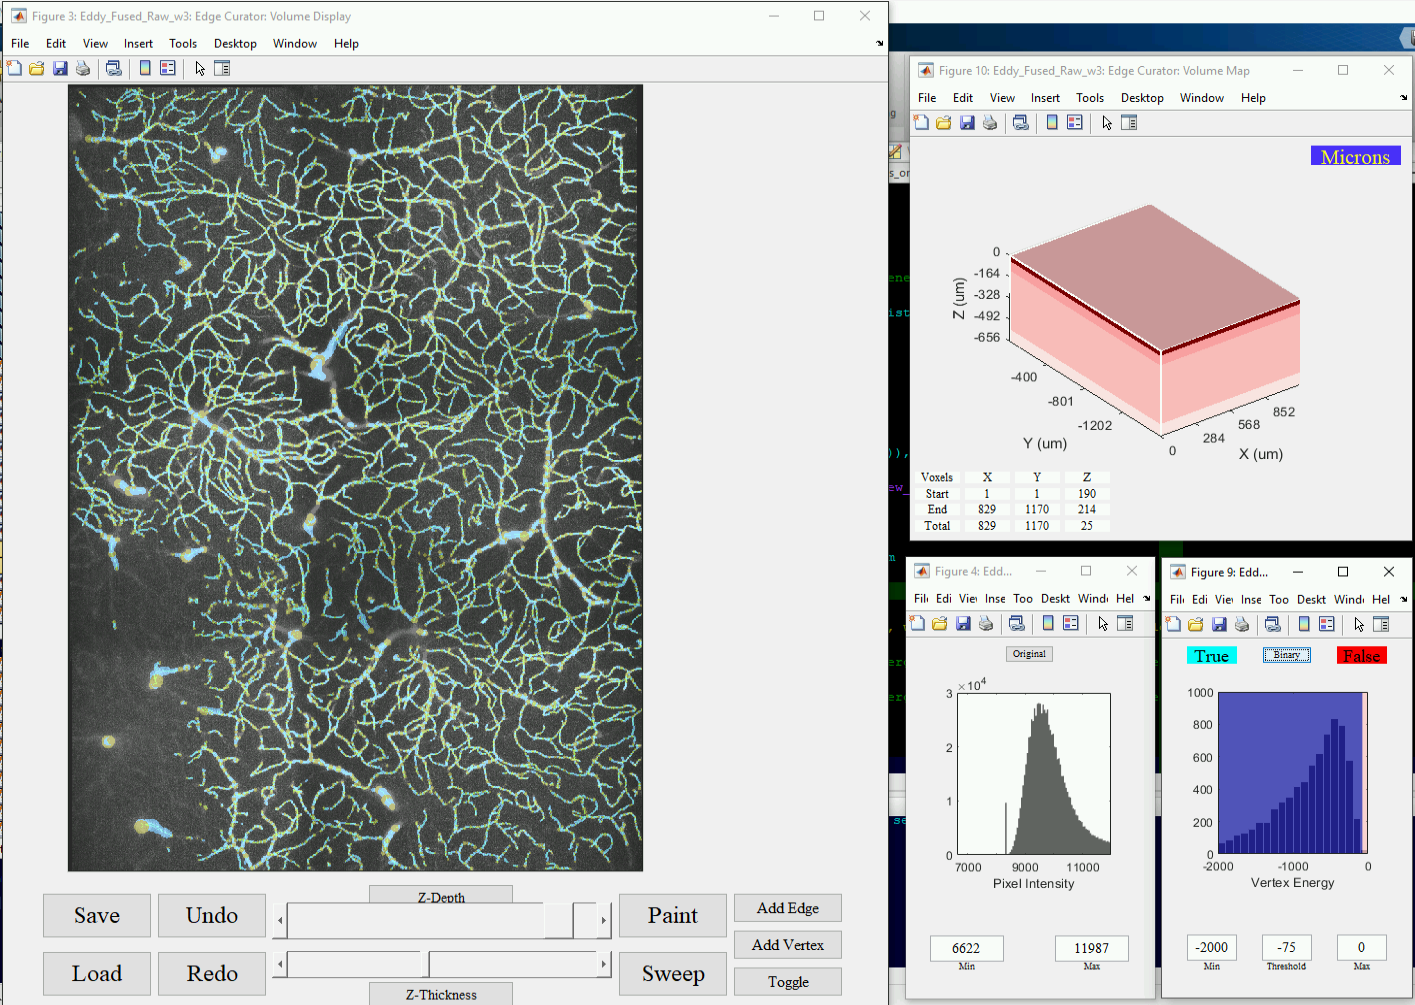 Figure 3: Eddy_Fused_Raw_w3: Edge Curator: Volume Display
File Edit View Insert Tools Desktop Window Help
Z-Depth
Save Undo Paint Add Edge
Add Vertex
Load Redo Sweep Toggle
Z-Thickness
Figure 10: Eddy_Fused_Raw_w3: Edge Curator: Volume Map
File Edit View Insert Tools Desktop Window Help
Microns
0
-164
-328
-492
-656
Z (um)
-400
-801
-1202
Y (um)
0
284
568
852
X (um)
Voxels X Y Z
Start 1 1 190
End 829 1170 214
Total 829 1170 25
Figure 4: Edd...
Fil Edi Vie Inse Too Deskt Wind Hel
Original
×10^4
3
2
1
0
7000 9000 11000
Pixel Intensity
6622 11987
Min Max
Figure 9: Edd...
Fil Edi Vie Inse Too Deskt Wind Hel
True Binary False
1000
800
600
400
200
0
-2000 -1000 0
Vertex Energy
-2000 -75 0
Min Threshold Max
s_or
ene
ist
)),
ew_
se